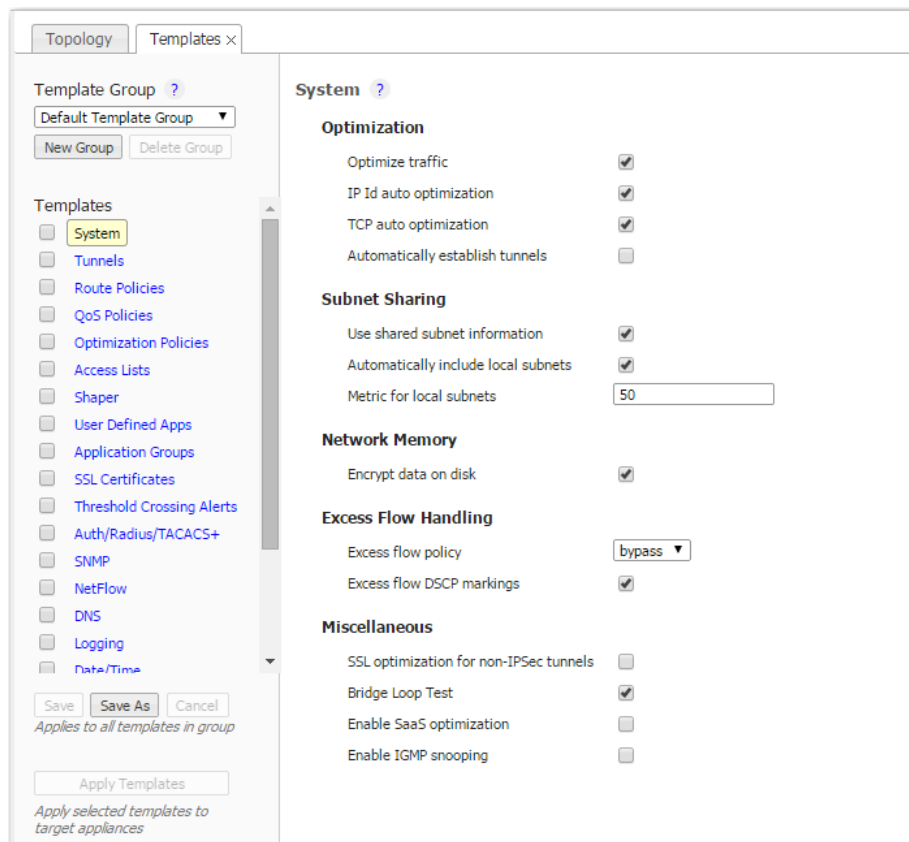 Topology
Templates ×
Template Group ?
Default Template Group ▼
New Group Delete Group
Templates
System
Tunnels
Route Policies
QoS Policies
Optimization Policies
Access Lists
Shaper
User Defined Apps
Application Groups
SSL Certificates
Threshold Crossing Alerts
Auth/Radius/TACACS+
SNMP
NetFlow
DNS
Logging
Date/Time
Save Save As Cancel
Applies to all templates in group
Apply Templates
Apply selected templates to
target appliances
System ?
Optimization
Optimize traffic
IP Id auto optimization
TCP auto optimization
Automatically establish tunnels
Subnet Sharing
Use shared subnet information
Automatically include local subnets
Metric for local subnets 50
Network Memory
Encrypt data on disk
Excess Flow Handling
Excess flow policy bypass ▼
Excess flow DSCP markings
Miscellaneous
SSL optimization for non-IPSec tunnels
Bridge Loop Test
Enable SaaS optimization
Enable IGMP snooping